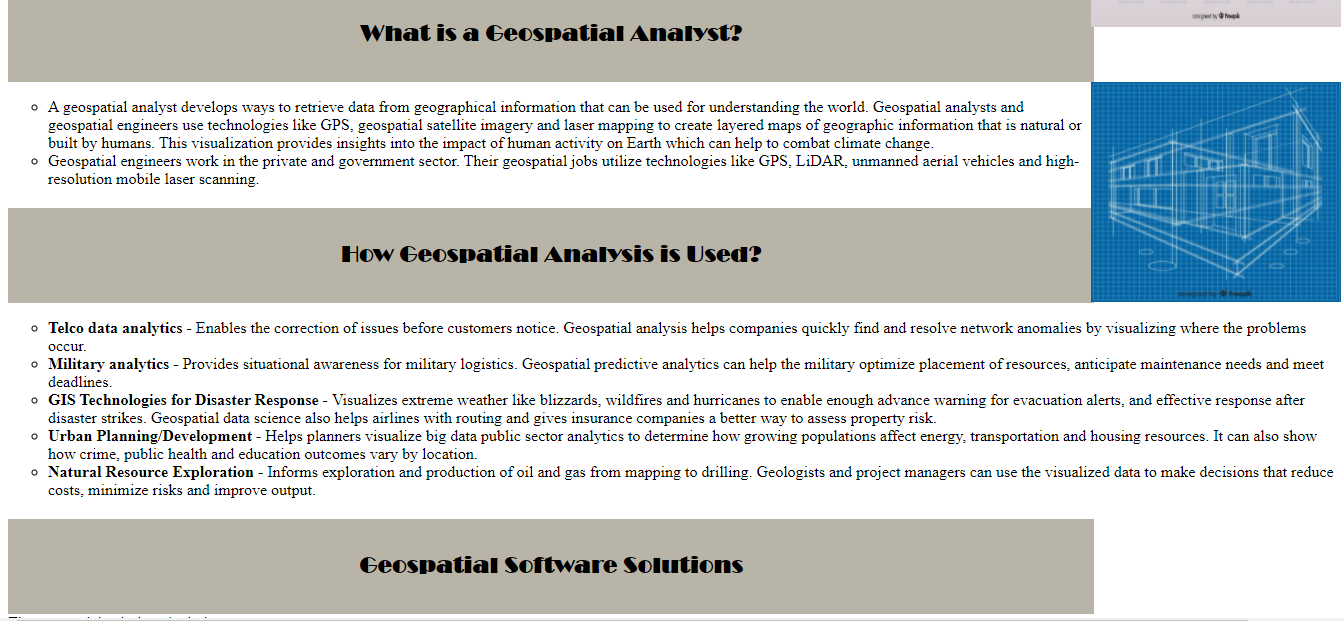 designed by freepik
What is a Geospatial Analyst?
A geospatial analyst develops ways to retrieve data from geographical information that can be used for understanding the world. Geospatial analysts and
geospatial engineers use technologies like GPS, geospatial satellite imagery and laser mapping to create layered maps of geographic information that is natural or
built by humans. This visualization provides insights into the impact of human activity on Earth which can help to combat climate change.
Geospatial engineers work in the private and government sector. Their geospatial jobs utilize technologies like GPS, LiDAR, unmanned aerial vehicles and high-
resolution mobile laser scanning.
designed by freepik
How Geospatial Analysis is Used?
Telco data analytics - Enables the correction of issues before customers notice. Geospatial analysis helps companies quickly find and resolve network anomalies by visualizing where the problems
occur.
Military analytics - Provides situational awareness for military logistics. Geospatial predictive analytics can help the military optimize placement of resources, anticipate maintenance needs and meet
deadlines.
GIS Technologies for Disaster Response - Visualizes extreme weather like blizzards, wildfires and hurricanes to enable enough advance warning for evacuation alerts, and effective response after
disaster strikes. Geospatial data science also helps airlines with routing and gives insurance companies a better way to assess property risk.
Urban Planning/Development - Helps planners visualize big data public sector analytics to determine how growing populations affect energy, transportation and housing resources. It can also show
how crime, public health and education outcomes vary by location.
Natural Resource Exploration - Informs exploration and production of oil and gas from mapping to drilling. Geologists and project managers can use the visualized data to make decisions that reduce
costs, minimize risks and improve output.
Geospatial Software Solutions